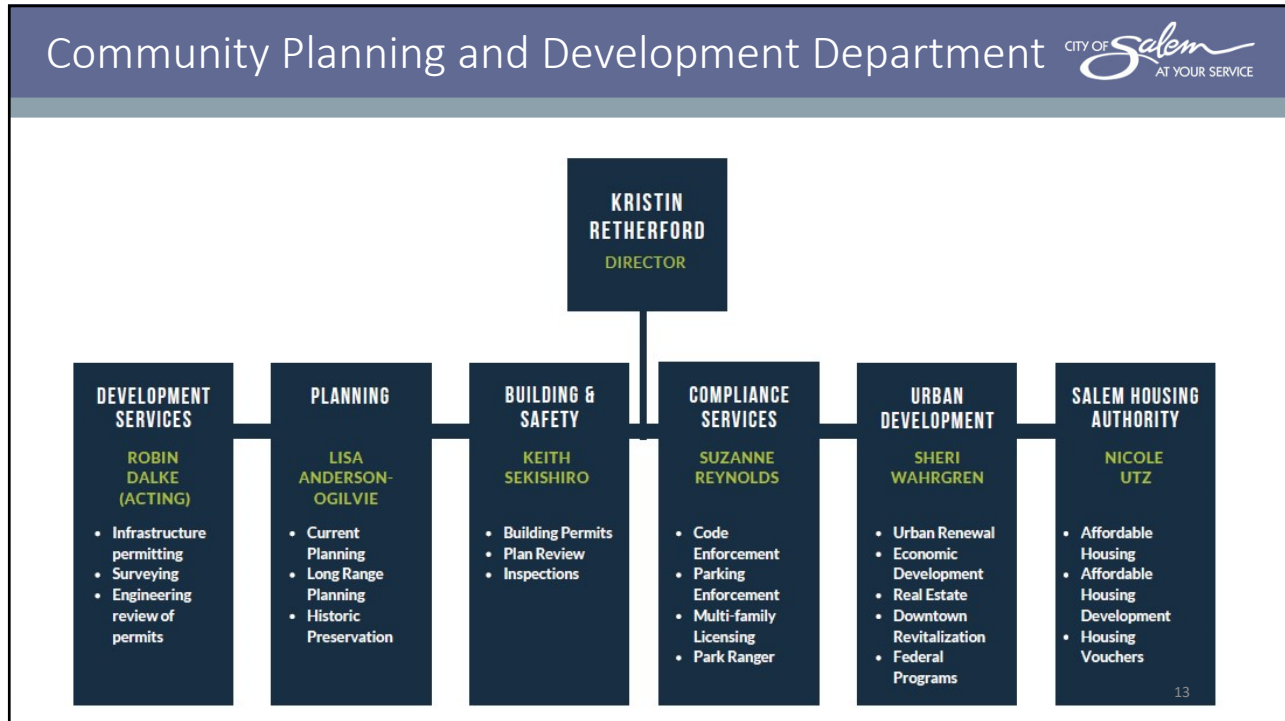 Community Planning and Development Department
CITY OF Salem
AT YOUR SERVICE
KRISTIN
RETHERFORD
DIRECTOR
DEVELOPMENT
SERVICES
ROBIN
DALKE
(ACTING)
• Infrastructure
permitting
• Surveying
• Engineering
review of
permits
PLANNING
LISA
ANDERSON-
OGILVIE
• Current
Planning
• Long Range
Planning
• Historic
Preservation
BUILDING &
SAFETY
KEITH
SEKISHIRO
• Building Permits
• Plan Review
• Inspections
COMPLIANCE
SERVICES
SUZANNE
REYNOLDS
• Code
Enforcement
• Parking
Enforcement
• Multi-family
Licensing
• Park Ranger
URBAN
DEVELOPMENT
SHERI
WAHRGREN
• Urban Renewal
• Economic
Development
• Real Estate
• Downtown
Revitalization
• Federal
Programs
SALEM HOUSING
AUTHORITY
NICOLE
UTZ
• Affordable
Housing
• Affordable
Housing
Development
• Housing
Vouchers
13